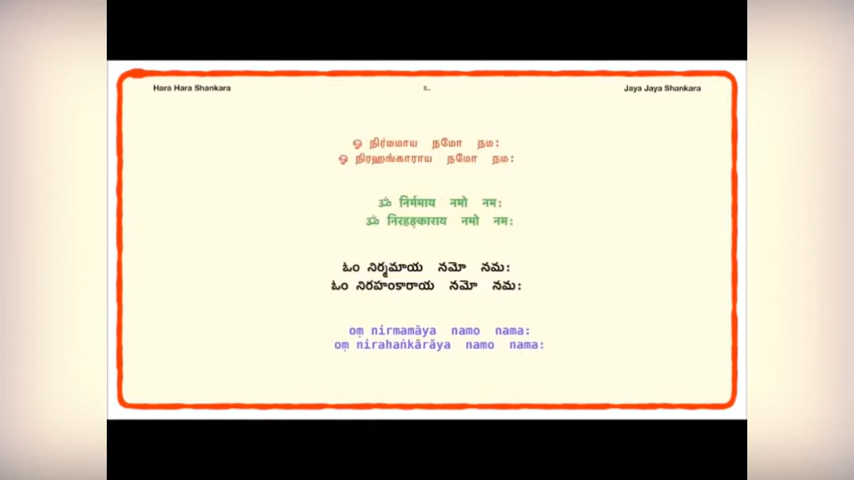 Hara Hara Shankara
Jaya Jaya Shankara
ஓ நிர்மமாய நமோ நம:
ஓ நிரஹங்காராய நமோ நம:
ॐ निर्ममाय नमो नम:
ॐ निरहङ्काराय नमो नम:
ఓం నిర్మమాయ నమో నమ:
ఓం నిరహంకారాయ నమో నమ:
oṃ nirmamāya namo nama:
oṃ nirahaṅkārāya namo nama: